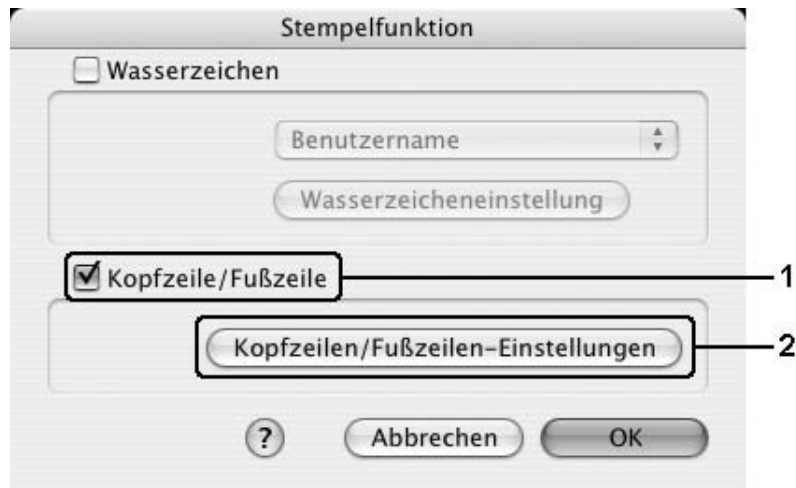 Stempelfunktion
Wasserzeichen
Benutzername
Wasserzeicheneinstellung
Kopfzeile/Fußzeile
1
Kopfzeilen/Fußzeilen-Einstellungen
2
? Abbrechen OK